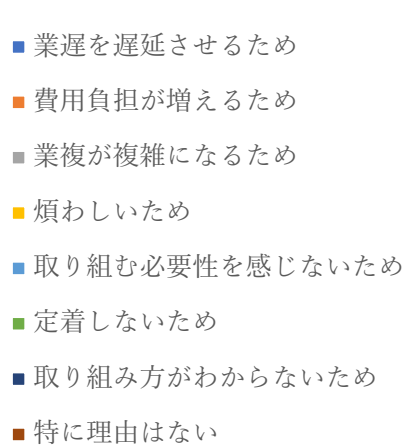 業遅を遅延させるため
費用負担が増えるため
業複が複雑になるため
煩わしいため
取り組む必要性を感じないため
定着しないため
取り組み方がわからないため
特に理由はない